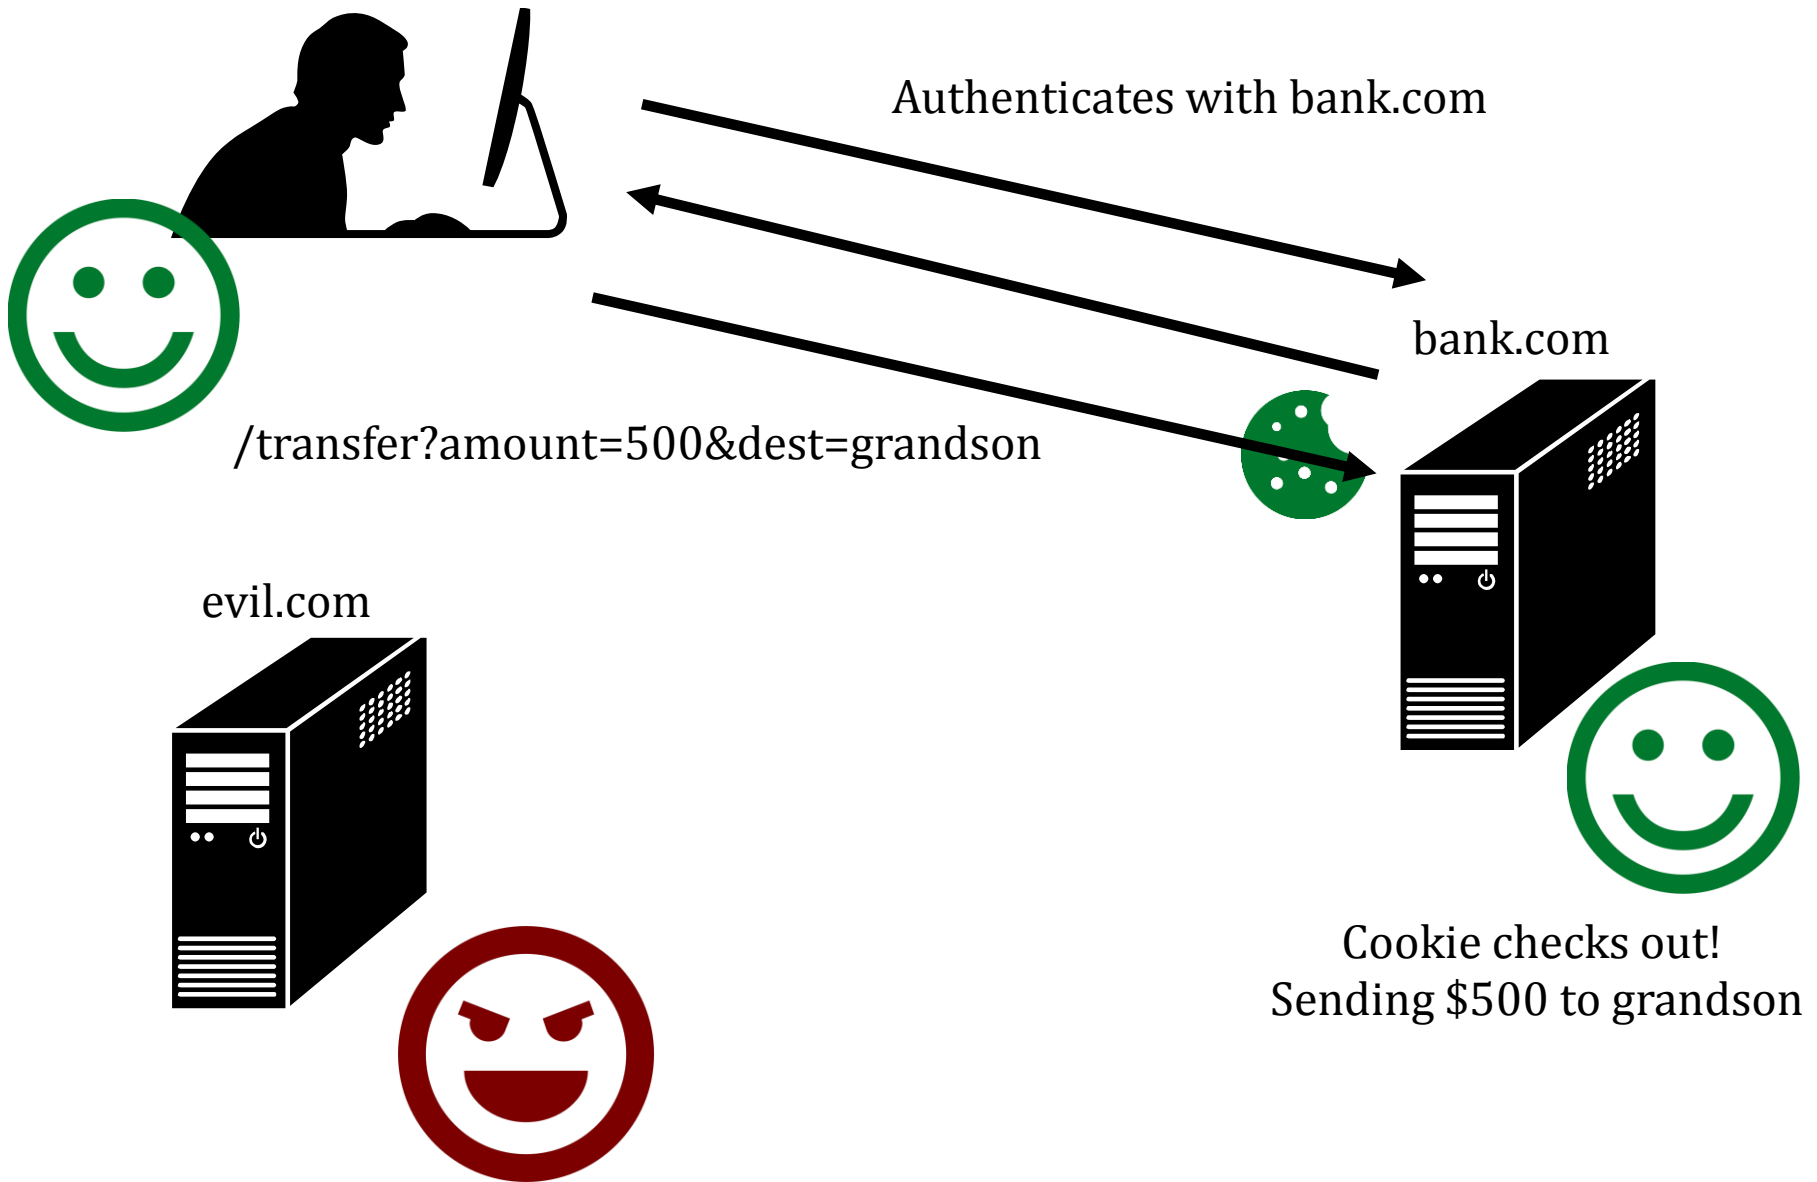 Authenticates with bank.com
bank.com
/transfer?amount=500&dest=grandson
evil.com
Cookie checks out!
Sending $500 to grandson